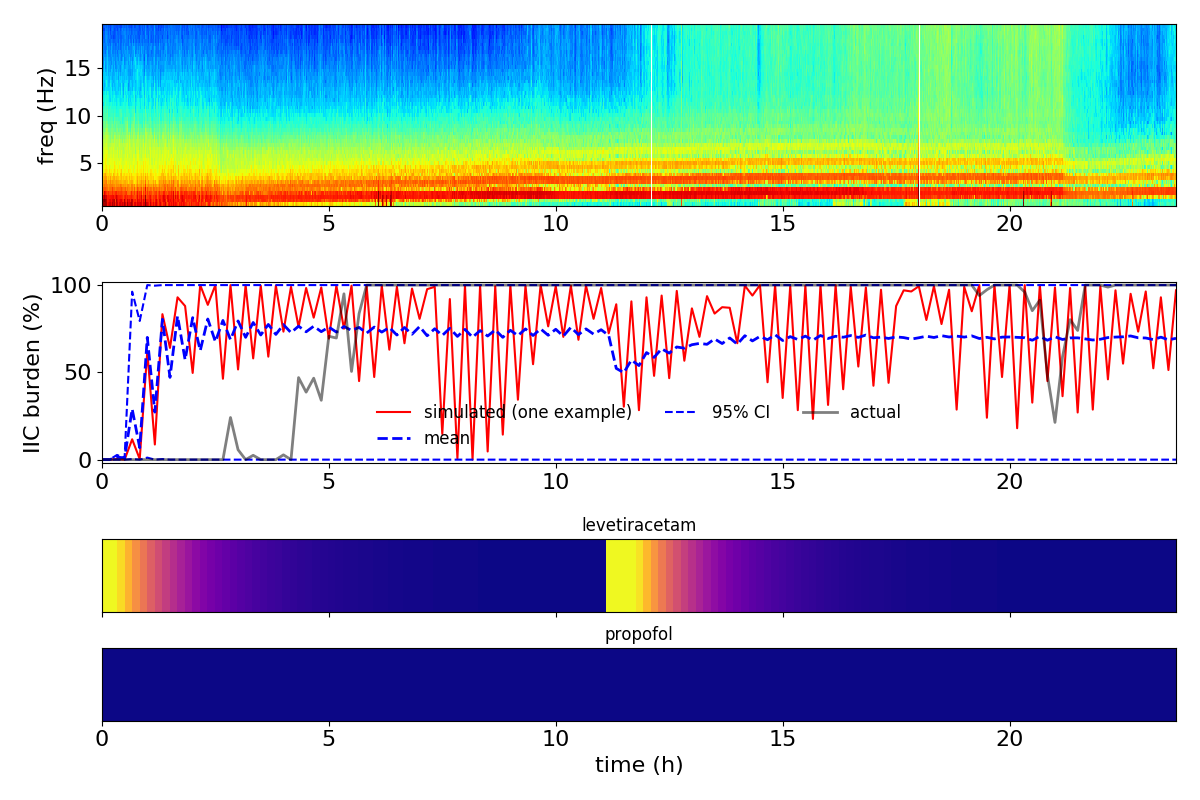 freq (Hz)
15
10
5
0 5 10 15 20
IIC burden (%)
100
50
0
simulated (one example) 95% CI actual
mean
0 5 10 15 20
levetiracetam
propofol
0 5 10 15 20
time (h)